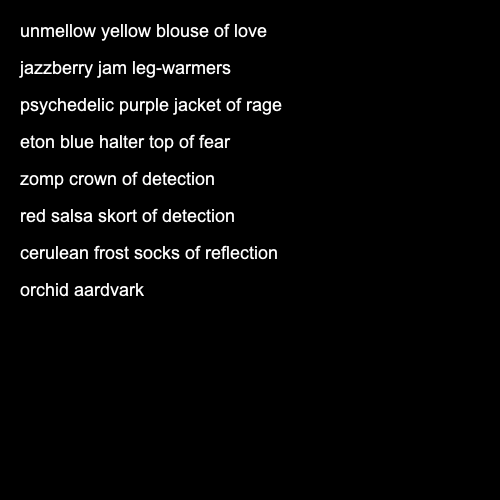 unmellow yellow blouse of love
jazzberry jam leg-warmers
psychedelic purple jacket of rage
eton blue halter top of fear
zomp crown of detection
red salsa skort of detection
cerulean frost socks of reflection
orchid aardvark